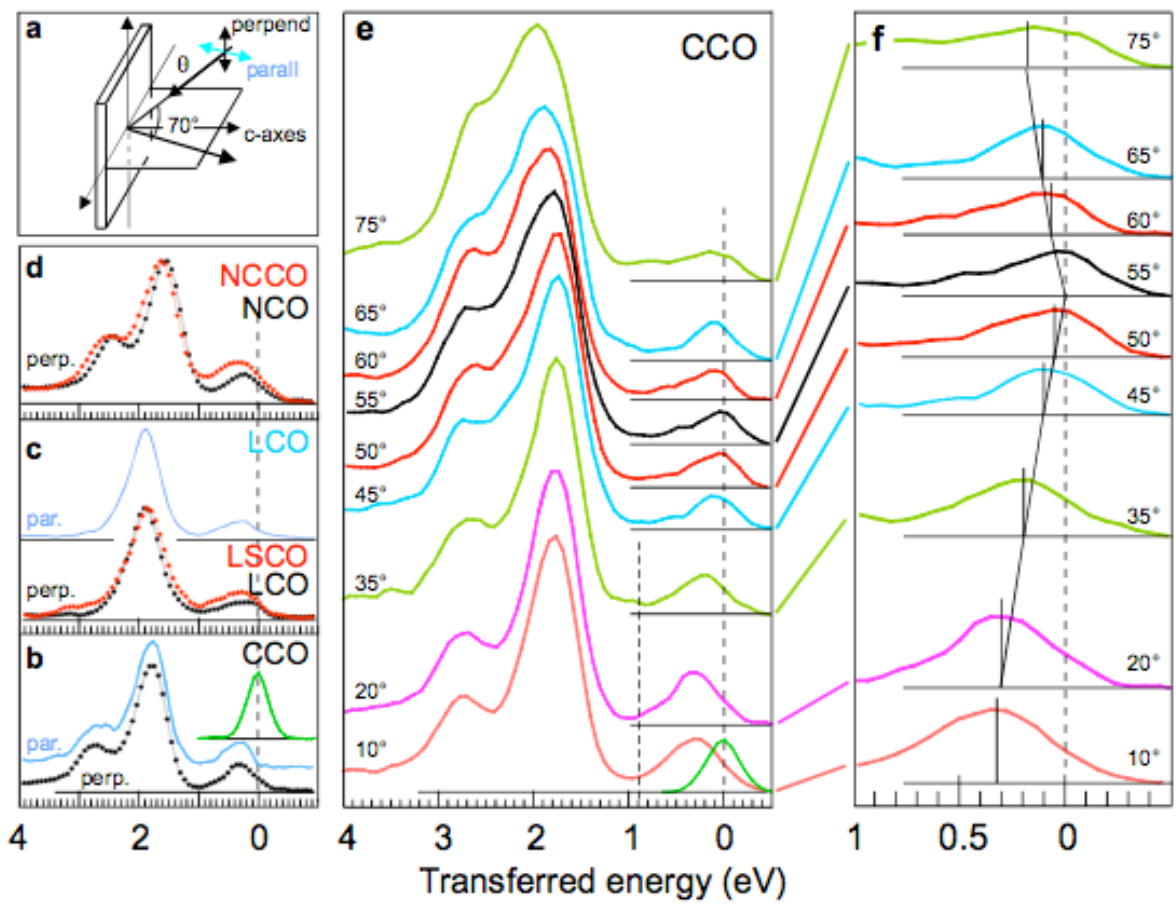 a
perpend
θ
parall
70°
c-axes
d
NCCO
NCO
perp.
c
LCO
par.
LSCO
LCO
perp.
b
CCO
par.
perp.
4 2 0
e
CCO
75°
65°
60°
55°
50°
45°
35°
20°
10°
4 3 2 1 0
f
75°
65°
60°
55°
50°
45°
35°
20°
10°
1 0.5 0
Transferred energy (eV)